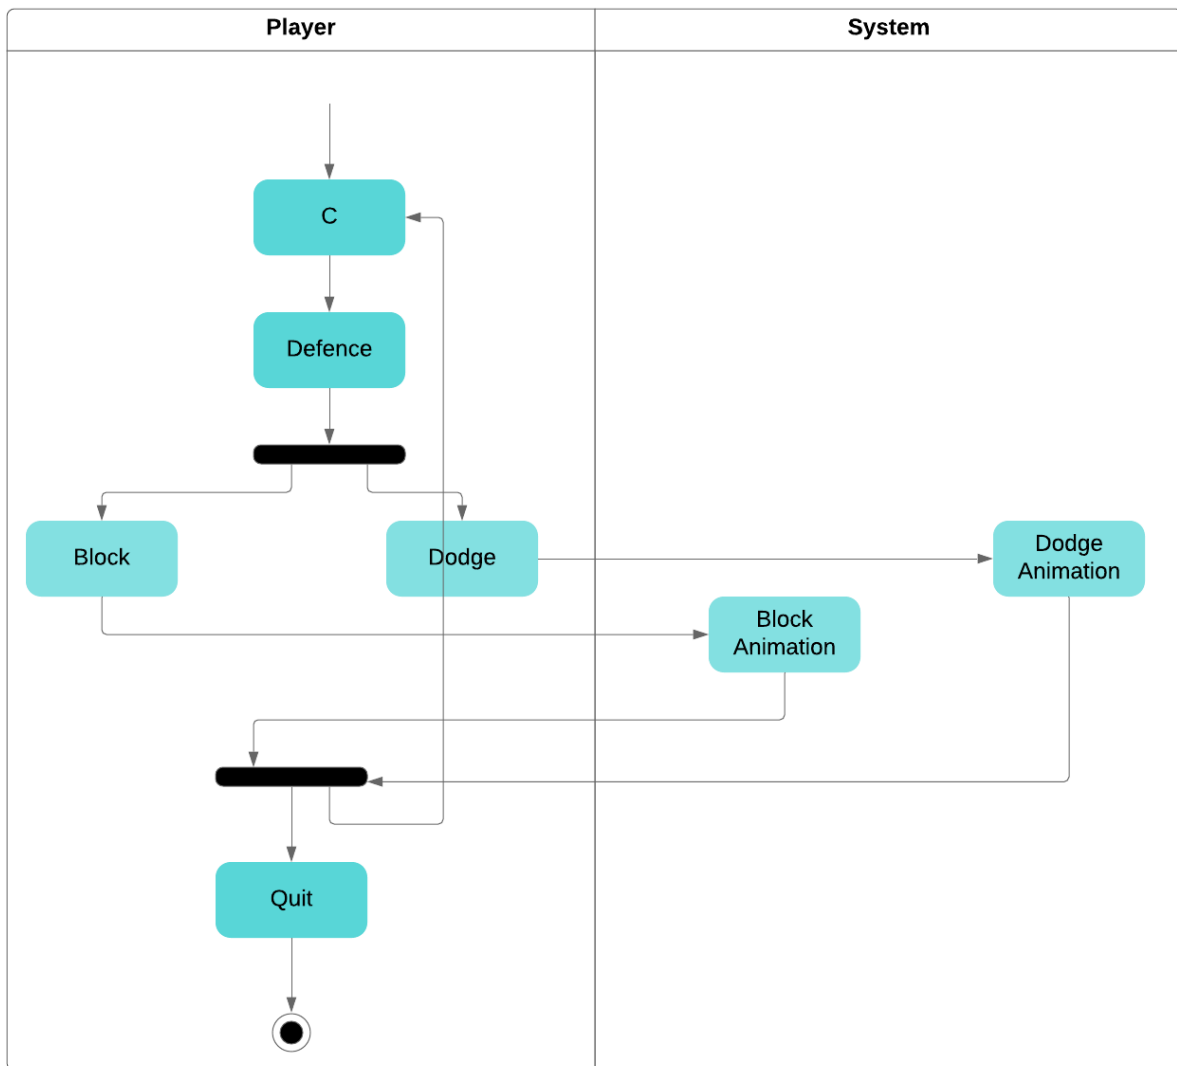 Player
System
C
Defence
Block
Dodge
Dodge
Animation
Block
Animation
Quit